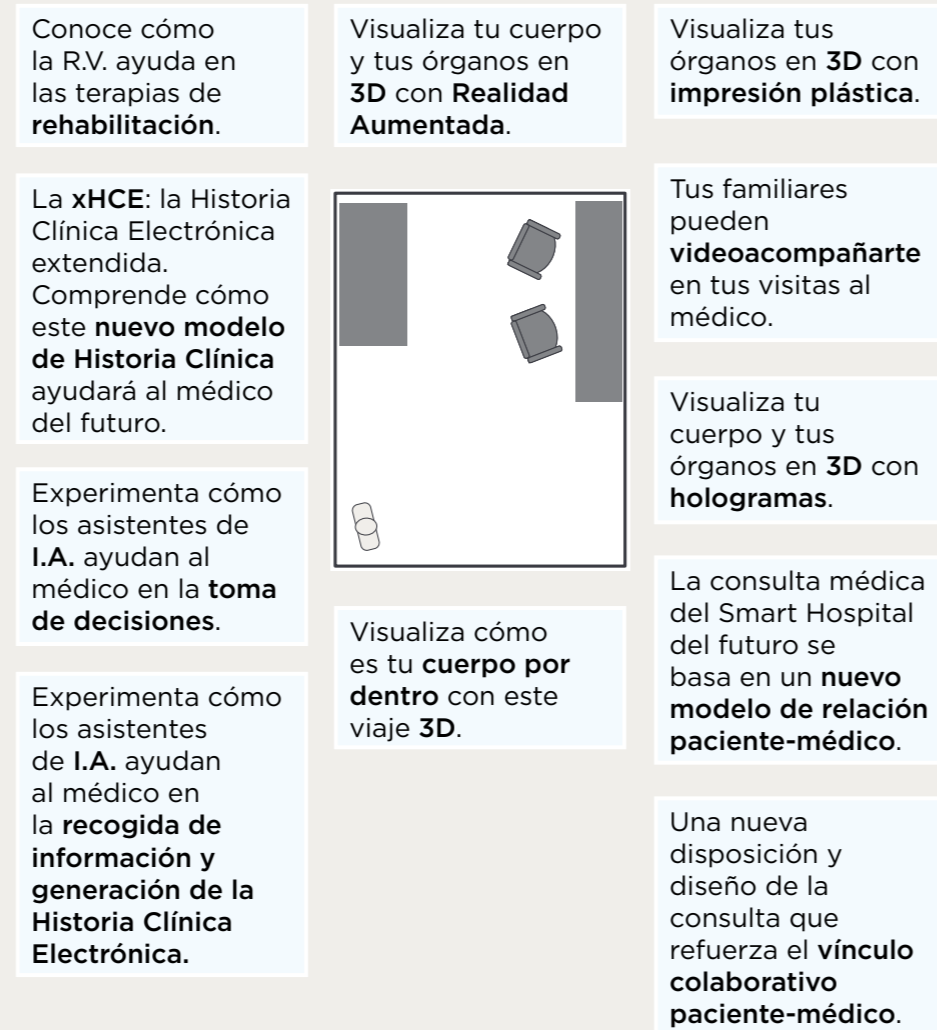 Conoce cómo
la R.V. ayuda en
las terapias de
rehabilitación.
La xHCE: la Historia
Clínica Electrónica
extendida.
Comprende cómo
este nuevo modelo
de Historia Clínica
ayudará al médico
del futuro.
Experimenta cómo
los asistentes de
I.A. ayudan al
médico en la toma
de decisiones.
Experimenta cómo
los asistentes
de I.A. ayudan
al médico en
la recogida de
información y
generación de la
Historia Clínica
Electrónica.
Visualiza tu cuerpo
y tus órganos en
3D con Realidad
Aumentada.
Visualiza cómo
es tu cuerpo por
dentro con este
viaje 3D.
Visualiza tus
órganos en 3D con
impresión plástica.
Tus familiares
pueden
videoacompañarte
en tus visitas al
médico.
Visualiza tu
cuerpo y tus
órganos en 3D con
hologramas.
La consulta médica
del Smart Hospital
del futuro se
basa en un nuevo
modelo de relación
paciente-médico.
Una nueva
disposición y
diseño de la
consulta que
refuerza el vínculo
colaborativo
paciente-médico.